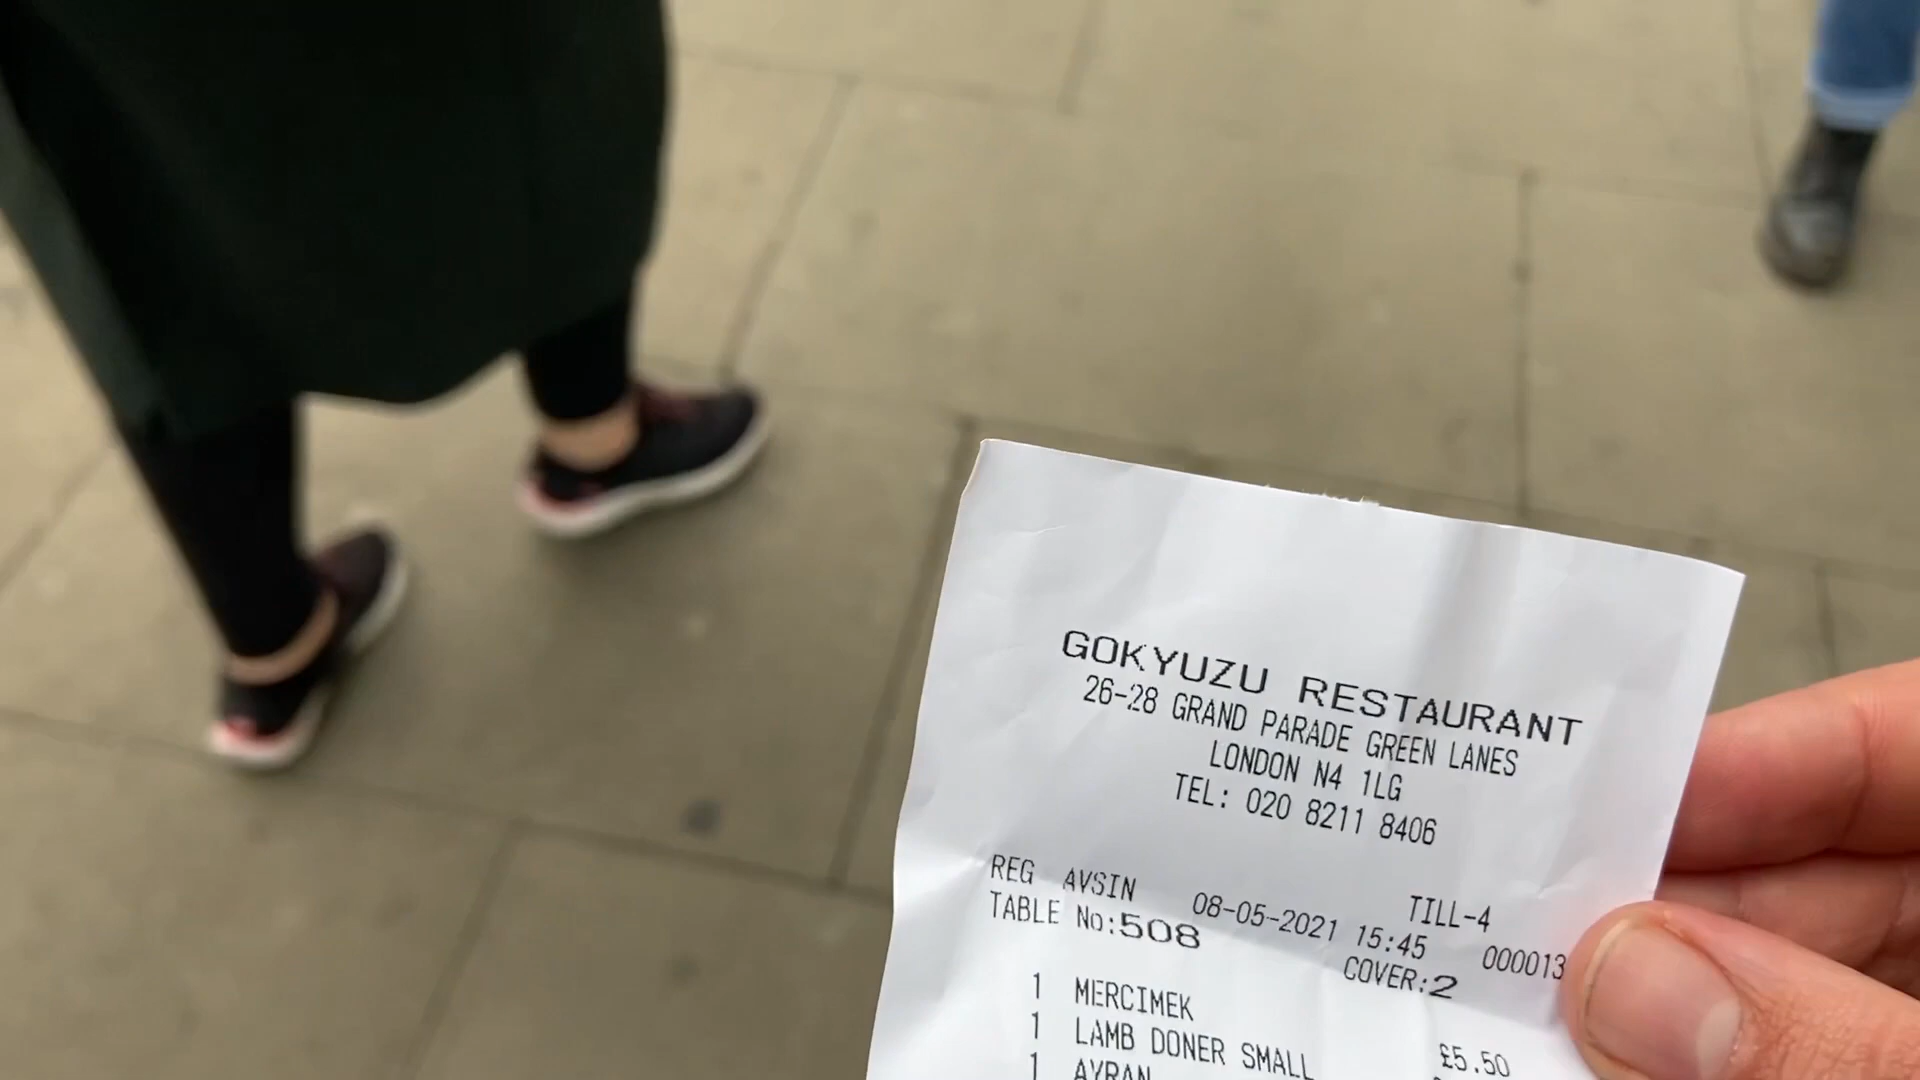 GOKYUZU RESTAURANT
26-28 GRAND PARADE GREEN LANES
LONDON N4 1LG
TEL: 020 8211 8406
REG AVSIN TILL-4
08-05-2021 15:45 000013
TABLE No:508 COVER:2
1 MERCIMEK £5.50
1 LAMB DONER SMALL
1 AYRAN